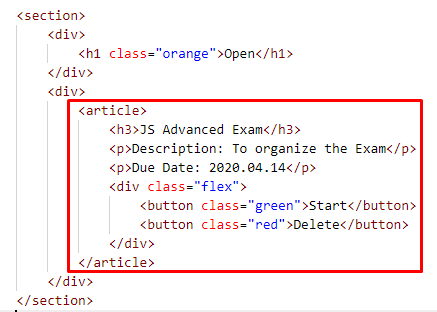 <section>
<div>
<h1 class="orange">Open</h1>
</div>
<div>
<article>
<h3>JS Advanced Exam</h3>
<p>Description: To organize the Exam</p>
<p>Due Date: 2020.04.14</p>
<div class="flex">
<button class="green">Start</button>
<button class="red">Delete</button>
</div>
</article>
</div>
</section>